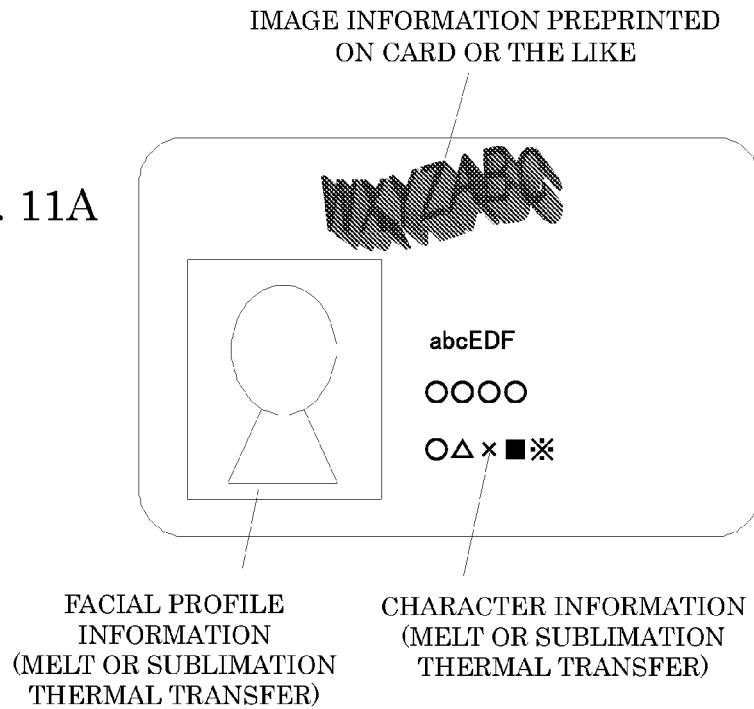 IMAGE INFORMATION PREPRINTED
ON CARD OR THE LIKE
. 11A
WXYZABC
abcEDF
○○○○
○△×■※
FACIAL PROFILE
INFORMATION
(MELT OR SUBLIMATION
THERMAL TRANSFER)
CHARACTER INFORMATION
(MELT OR SUBLIMATION
THERMAL TRANSFER)